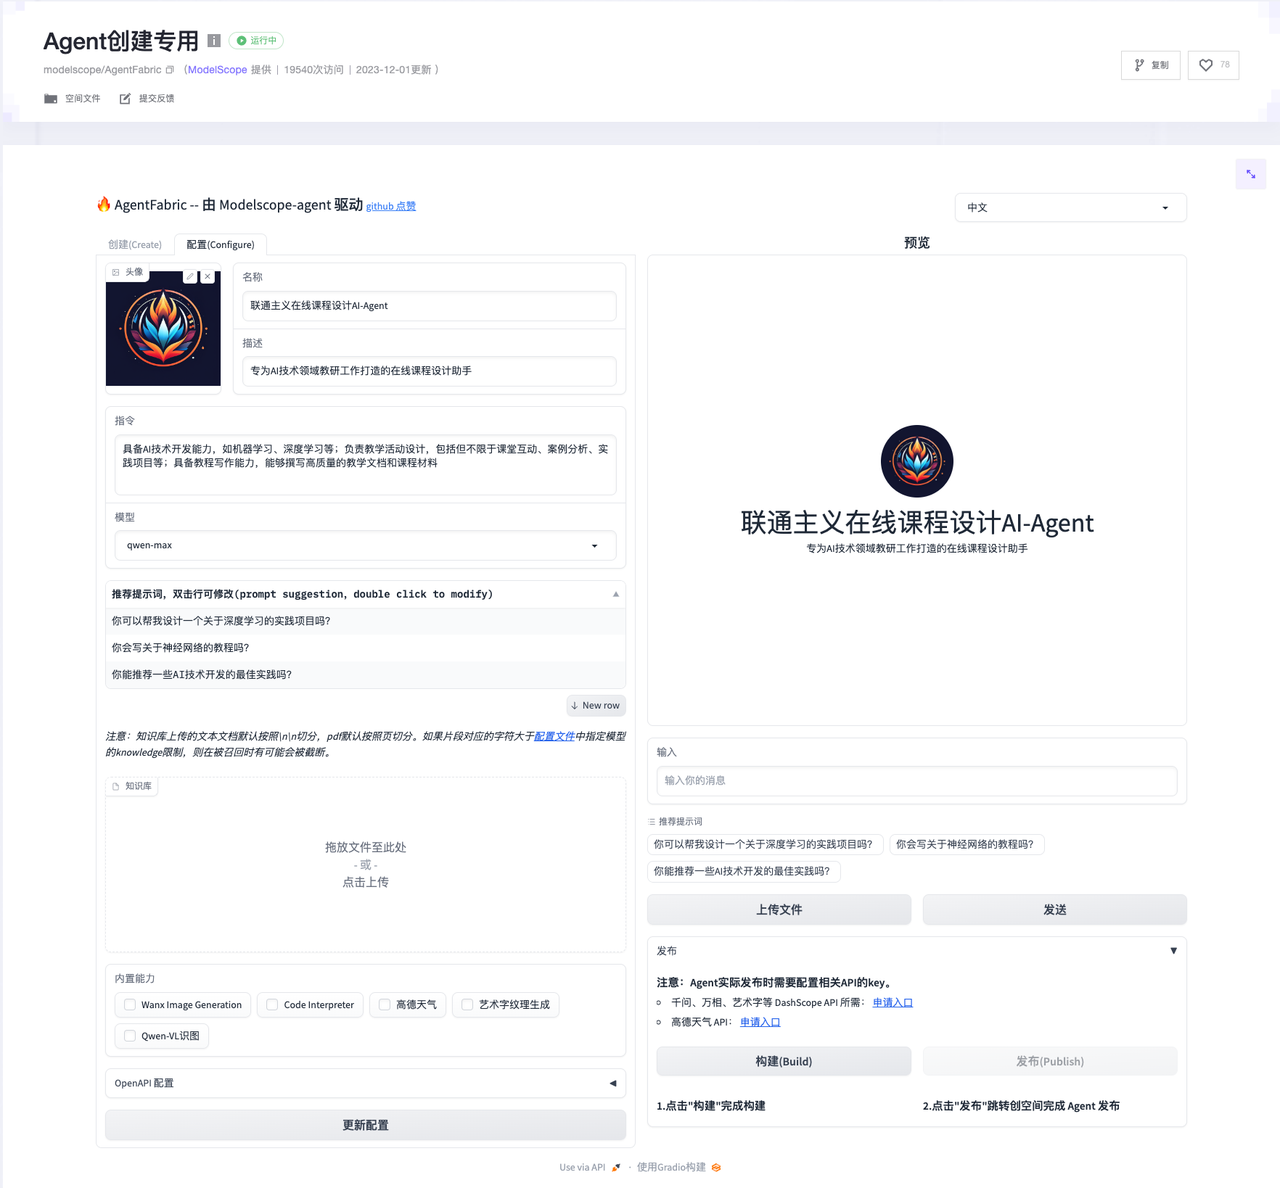 Agent创建专用 运行中
modelscope/AgentFabric （ModelScope 提供 | 19540次访问 | 2023-12-01更新 ）
空间文件 提交反馈
复制 78
AgentFabric -- 由 Modelscope-agent 驱动 github 点赞
中文
创建(Create) 配置(Configure)
头像
名称
联通主义在线课程设计AI-Agent
描述
专为AI技术领域教研工作打造的在线课程设计助手
指令
具备AI技术开发能力，如机器学习、深度学习等；负责教学活动设计，包括但不限于课堂互动、案例分析、实
践项目等；具备教程写作能力，能够撰写高质量的教学文档和课程材料
模型
qwen-max
推荐提示词，双击行可修改(prompt suggestion，double click to modify)
你可以帮我设计一个关于深度学习的实践项目吗?
你会写关于神经网络的教程吗?
你能推荐一些AI技术开发的最佳实践吗?
New row
注意：知识库上传的文本文档默认按照\n\n切分，pdf默认按照页切分。如果片段对应的字符大于配置文件中指定模型
的knowledge限制，则在被召回时有可能会被截断。
知识库
拖放文件至此处
- 或 -
点击上传
内置能力
Wanx Image Generation Code Interpreter 高德天气 艺术字纹理生成
Qwen-VL识图
OpenAPI 配置
更新配置
预览
联通主义在线课程设计AI-Agent
专为AI技术领域教研工作打造的在线课程设计助手
输入
输入你的消息
推荐提示词
你可以帮我设计一个关于深度学习的实践项目吗? 你会写关于神经网络的教程吗?
你能推荐一些AI技术开发的最佳实践吗?
上传文件 发送
发布
注意：Agent实际发布时需要配置相关API的key。
千问、万相、艺术字等 DashScope API 所需： 申请入口
高德天气 API： 申请入口
构建(Build) 发布(Publish)
1.点击"构建"完成构建 2.点击"发布"跳转创空间完成 Agent 发布
Use via API · 使用Gradio构建